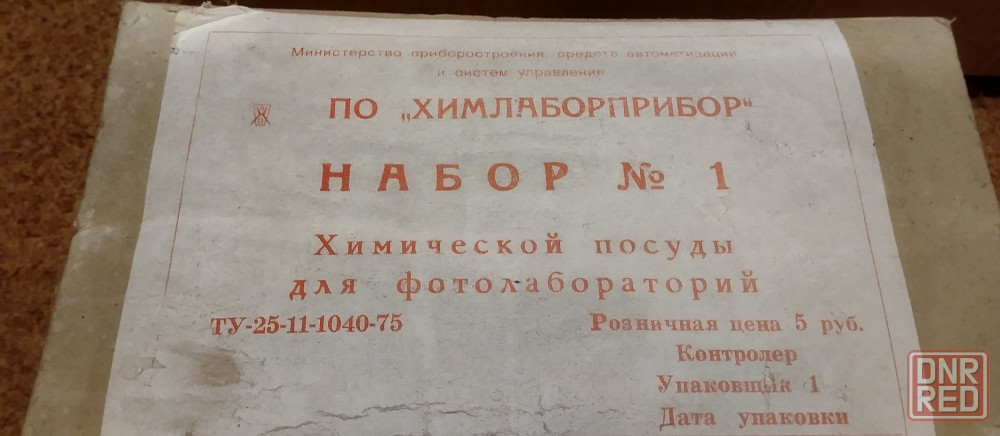 Министерство приборостроения средств автоматизации
и систем управления
ПО „ХИМЛАБОРПРИБОР“
НАБОР № 1
Химической посуды
для фотолабораторий
ТУ-25-11-1040-75
Розничная цена 5 руб.
Контролер
Упаковщик 1
Дата упаковки
DNR
RED